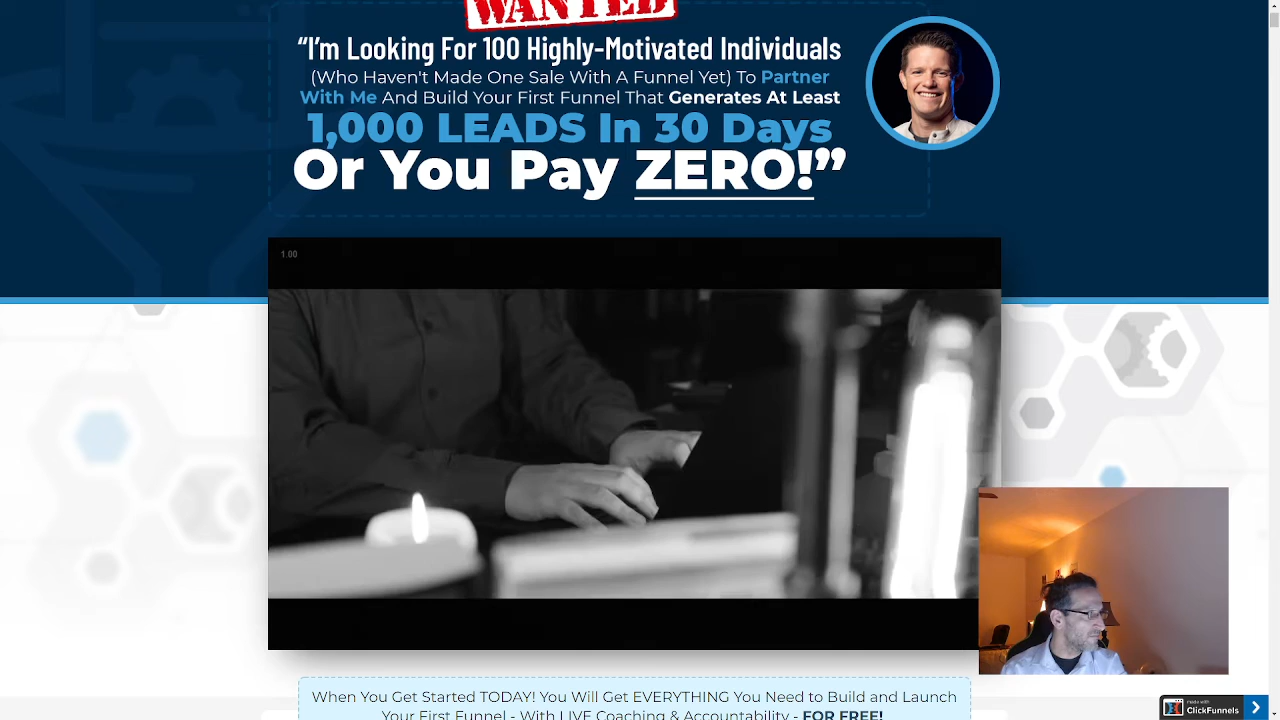 WANTED
“I’m Looking For 100 Highly-Motivated Individuals
(Who Haven't Made One Sale With A Funnel Yet) To Partner
With Me And Build Your First Funnel That Generates At Least
1,000 LEADS In 30 Days
Or You Pay ZERO!”
1.00
When You Get Started TODAY! You Will Get EVERYTHING You Need to Build and Launch
Your First Funnel With LIVE Coaching & Accountability - FOR FREE!
made with
ClickFunnels